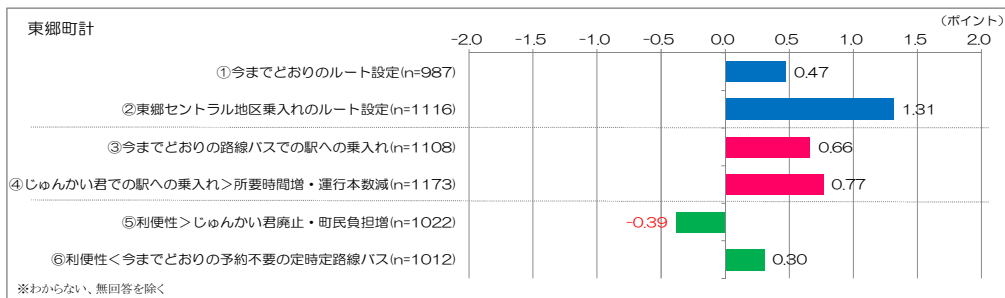 東郷町計
(ポイント)
-2.0 -1.5 -1.0 -0.5 0.0 0.5 1.0 1.5 2.0
①今までどおりのルート設定(n=987) 0.47
②東郷セントラル地区乗入れのルート設定(n=1116) 1.31
③今までどおりの路線バスでの駅への乗入れ(n=1108) 0.66
④じゅんかい君での駅への乗入れ＞所要時間増・運行本数減(n=1173) 0.77
⑤利便性＞じゅんかい君廃止・町民負担増(n=1022) -0.39
⑥利便性＜今までどおりの予約不要の定時定路線バス(n=1012) 0.30
※わからない、無回答を除く